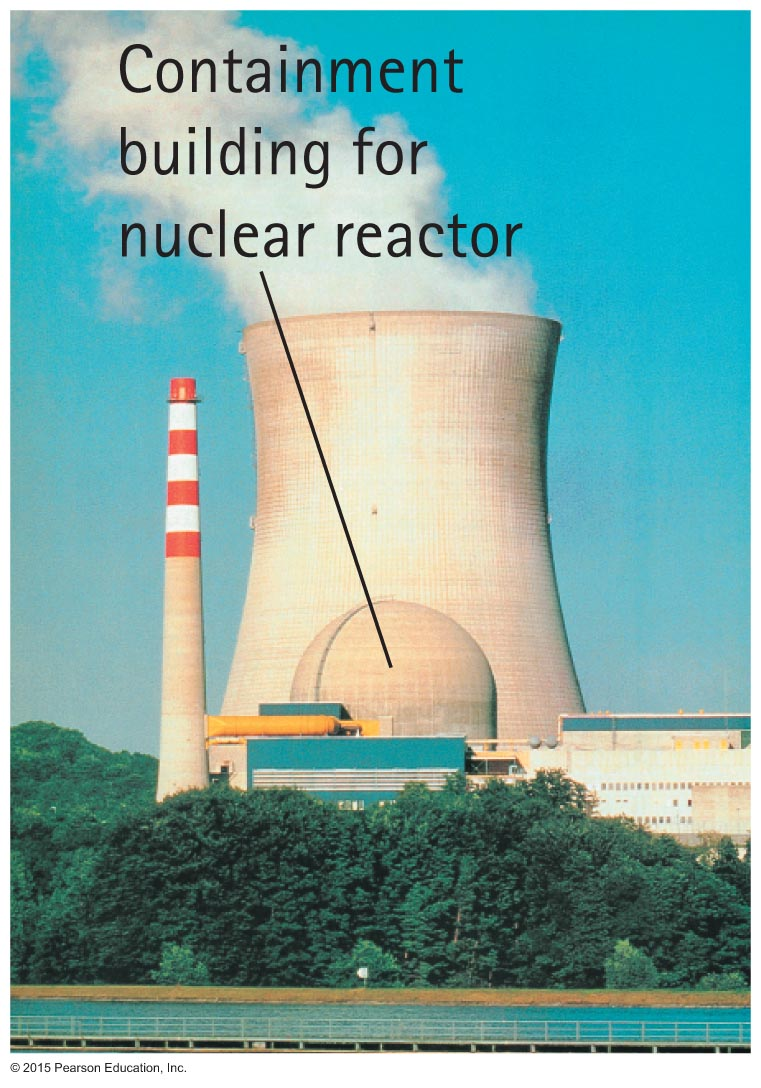 Containment
building for
nuclear reactor
© 2015 Pearson Education, Inc.